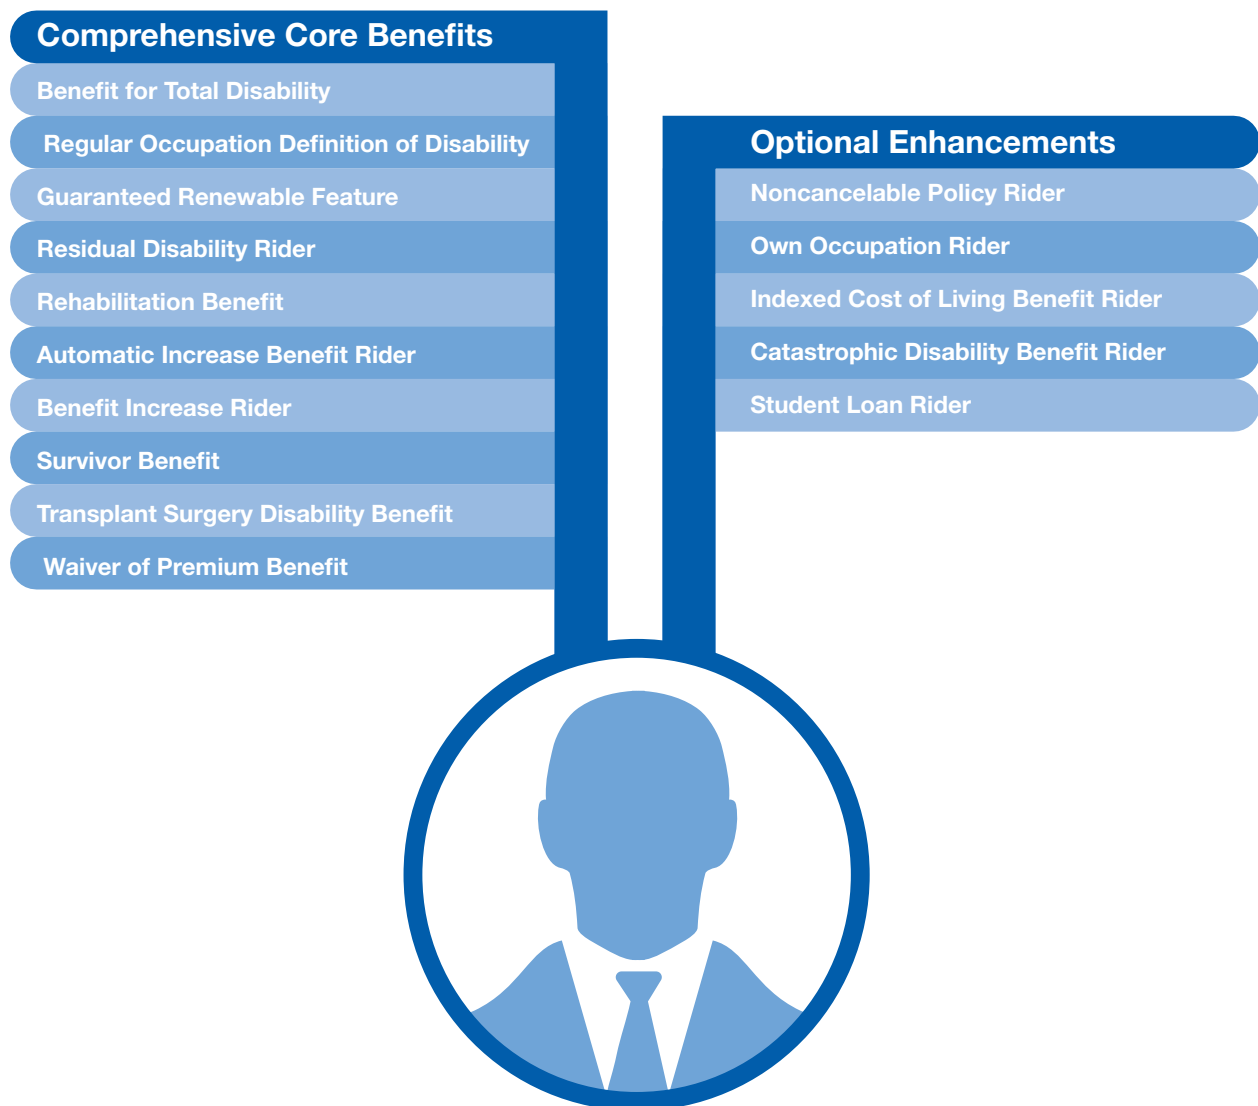 Comprehensive Core Benefits
Benefit for Total Disability
Regular Occupation Definition of Disability
Guaranteed Renewable Feature
Residual Disability Rider
Rehabilitation Benefit
Automatic Increase Benefit Rider
Benefit Increase Rider
Survivor Benefit
Transplant Surgery Disability Benefit
Waiver of Premium Benefit
Optional Enhancements
Noncancelable Policy Rider
Own Occupation Rider
Indexed Cost of Living Benefit Rider
Catastrophic Disability Benefit Rider
Student Loan Rider